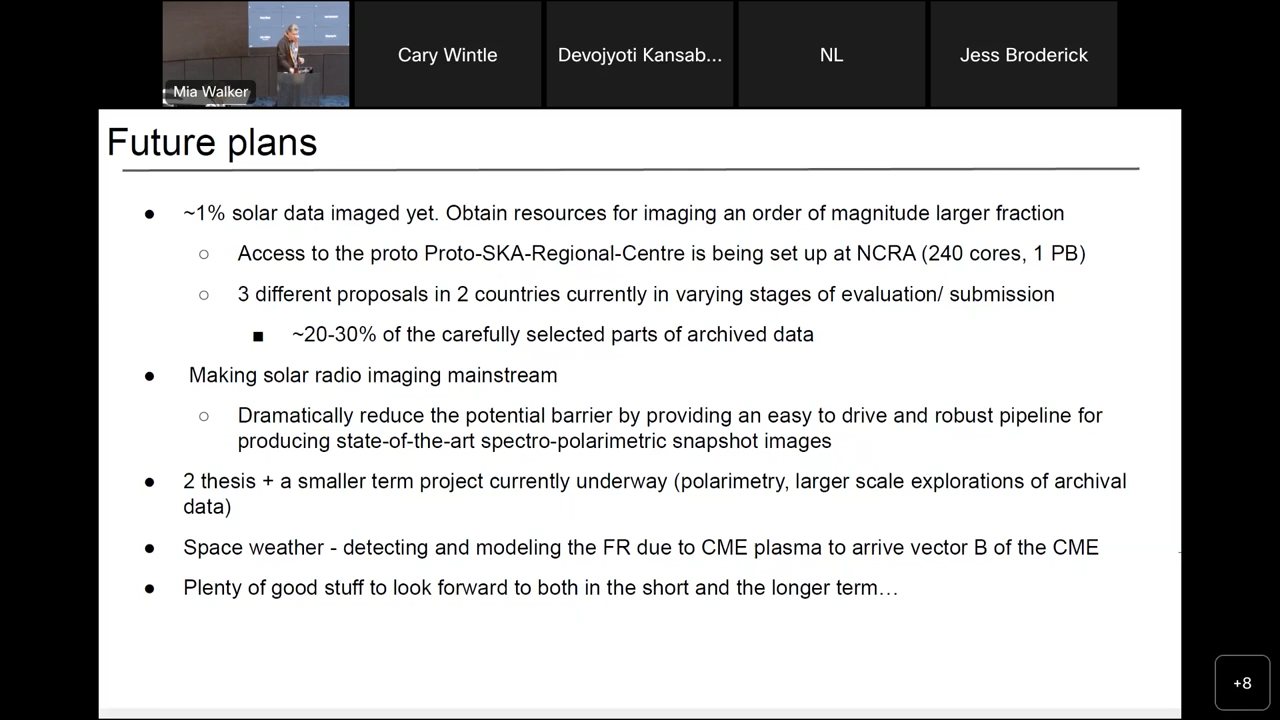 Mia Walker
Cary Wintle
Devojyoti Kansab...
NL
Jess Broderick
Future plans
● ~1% solar data imaged yet. Obtain resources for imaging an order of magnitude larger fraction
○ Access to the proto Proto-SKA-Regional-Centre is being set up at NCRA (240 cores, 1 PB)
○ 3 different proposals in 2 countries currently in varying stages of evaluation/ submission
■ ~20-30% of the carefully selected parts of archived data
● Making solar radio imaging mainstream
○ Dramatically reduce the potential barrier by providing an easy to drive and robust pipeline for
producing state-of-the-art spectro-polarimetric snapshot images
● 2 thesis + a smaller term project currently underway (polarimetry, larger scale explorations of archival
data)
● Space weather - detecting and modeling the FR due to CME plasma to arrive vector B of the CME
● Plenty of good stuff to look forward to both in the short and the longer term…
+8